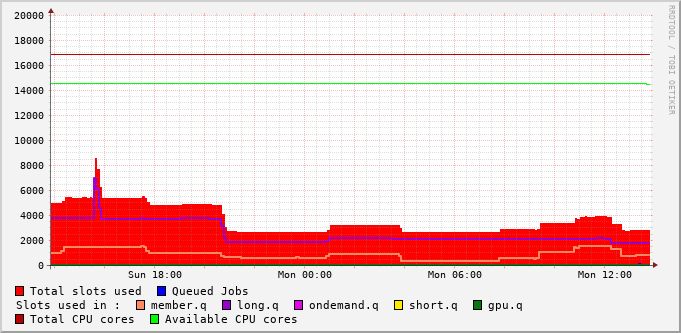 20000
18000
16000
14000
12000
10000
8000
6000
4000
2000
0
Sun 18:00 Mon 00:00 Mon 06:00 Mon 12:00
RRDTOOL / TOBI OETIKER
Total slots used Queued Jobs
Slots used in : member.q long.q ondemand.q short.q gpu.q
Total CPU cores Available CPU cores